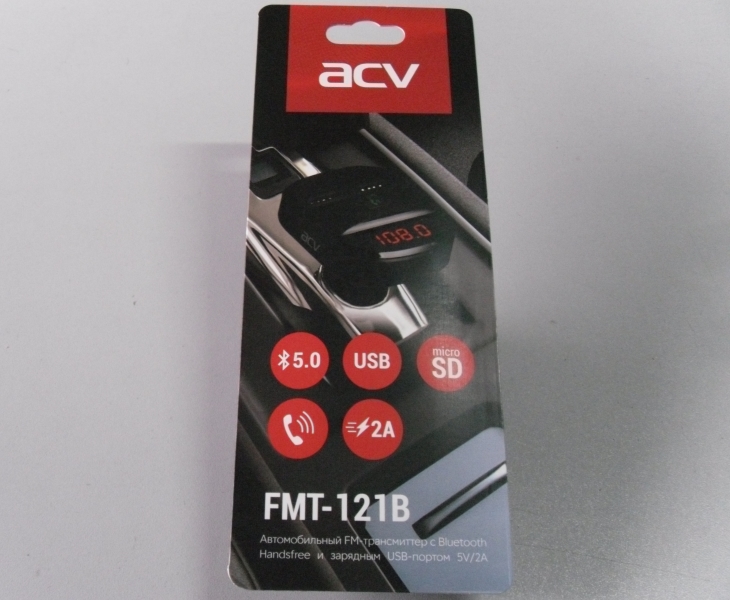 acv
acv
108.0
5.0
USB
micro
SD
2A
FMT-121B
Автомобильный FM-трансмиттер с Bluetooth
Handsfree и зарядным USB-портом 5V/2A